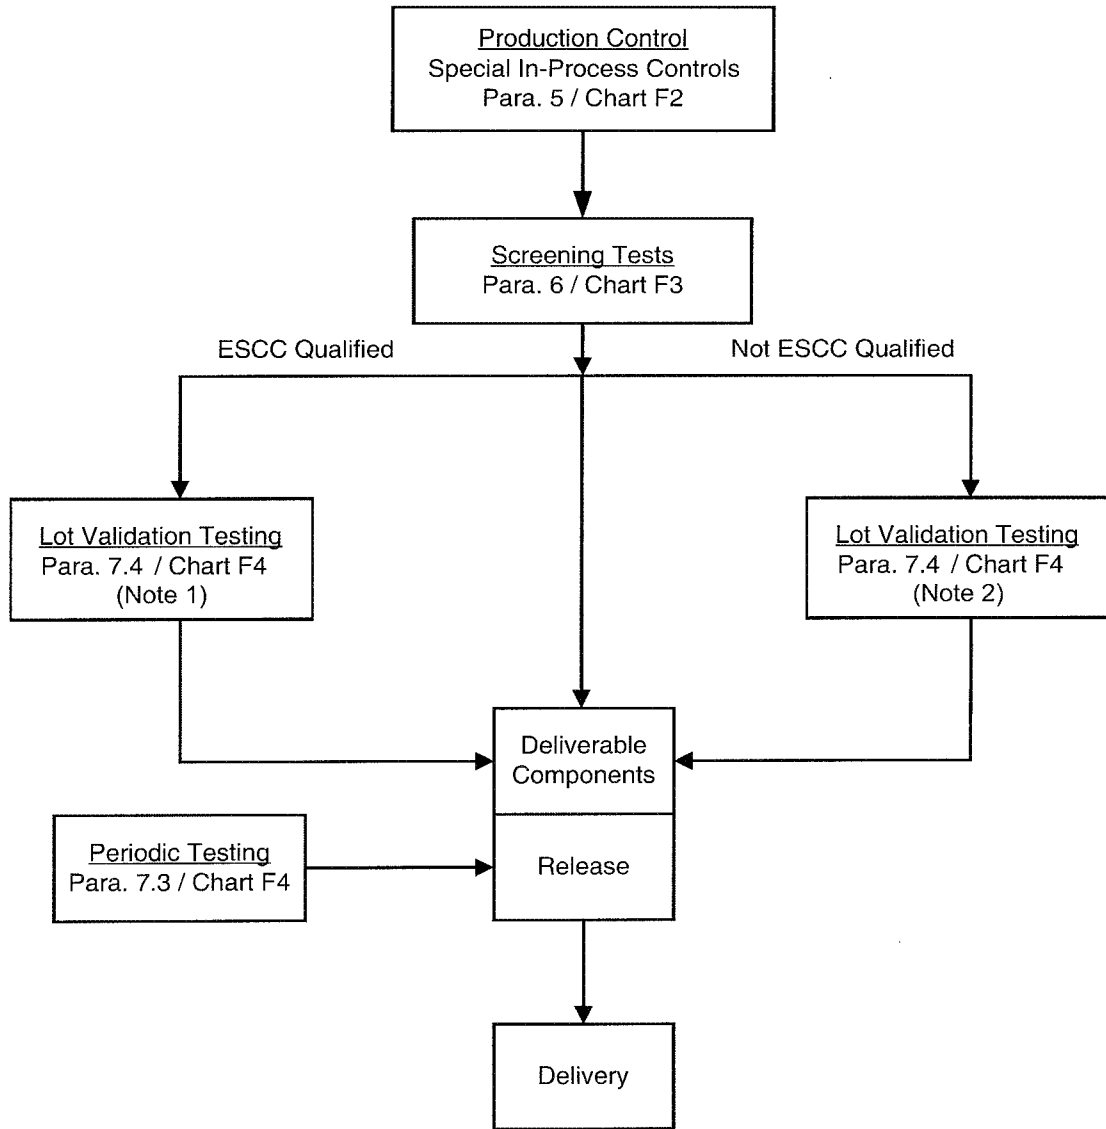 Production Control
Special In-Process Controls
Para. 5 / Chart F2
Screening Tests
Para. 6 / Chart F3
ESCC Qualified
Not ESCC Qualified
Lot Validation Testing
Para. 7.4 / Chart F4
(Note 1)
Lot Validation Testing
Para. 7.4 / Chart F4
(Note 2)
Deliverable
Components
Periodic Testing
Para. 7.3 / Chart F4
Release
Delivery